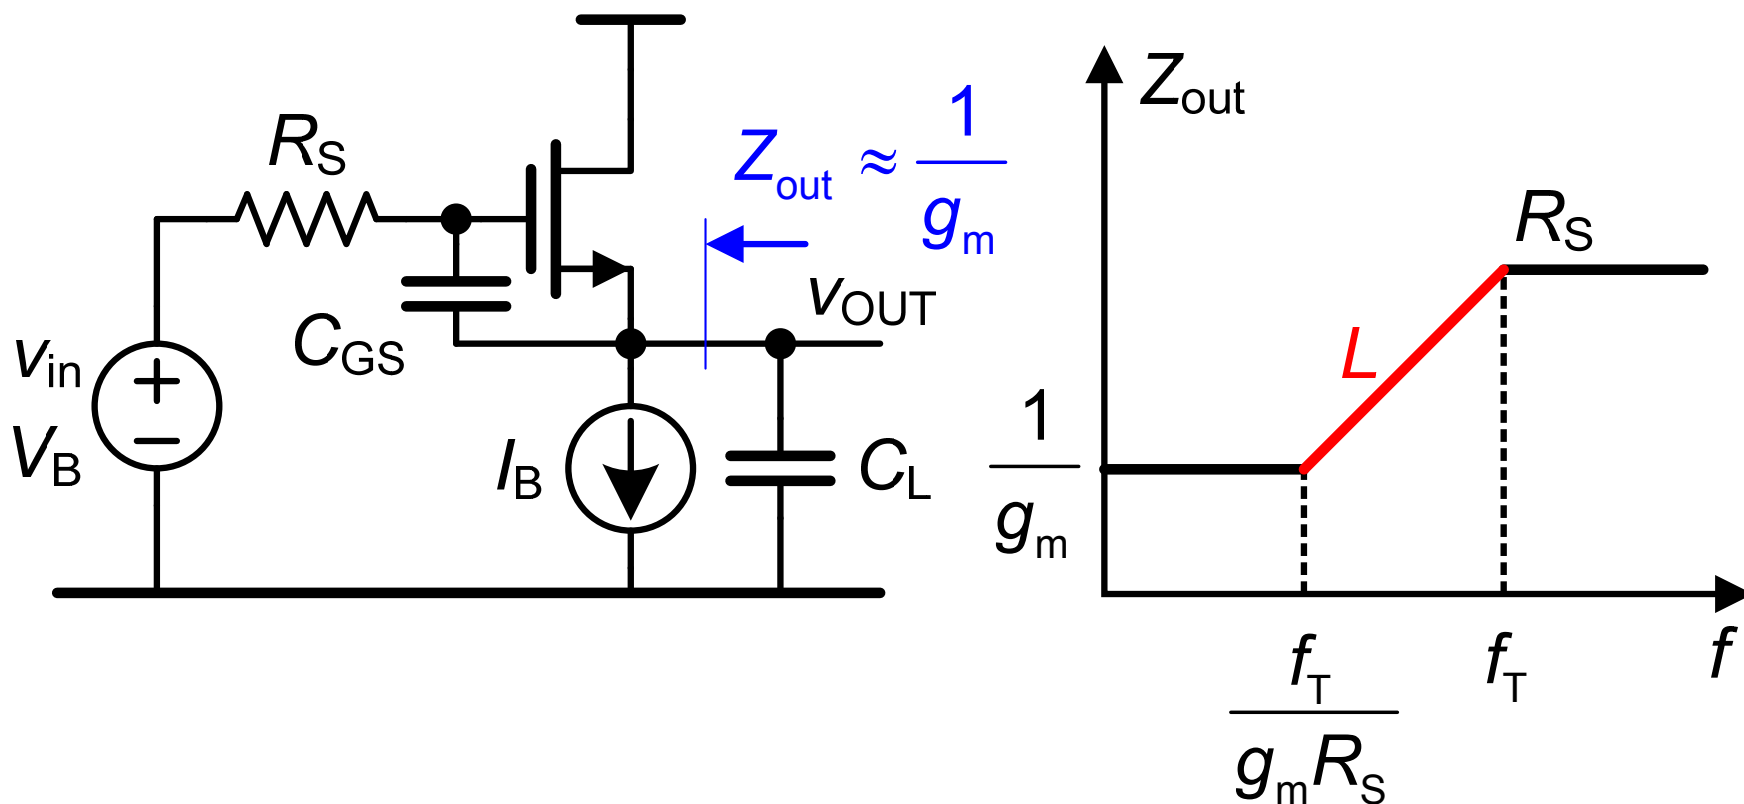 R_S
Z_out ≈ 1/g_m
v_OUT
C_GS
v_in
+
−
V_B
I_B
C_L
Z_out
R_S
L
1/g_m
f_T/(g_m R_S)
f_T
f